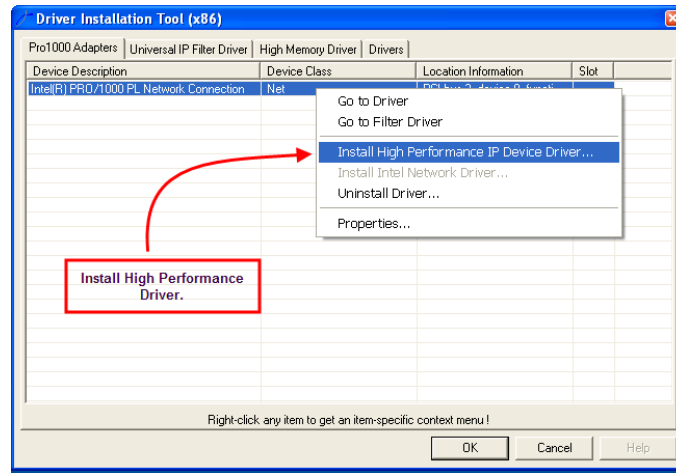 Driver Installation Tool (x86)
Pro1000 Adapters Universal IP Filter Driver High Memory Driver Drivers
Device Description Device Class Location Information Slot
Intel(R) PRO/1000 PL Network Connection Net
Go to Driver
Go to Filter Driver
Install High Performance IP Device Driver...
Install Intel Network Driver...
Uninstall Driver...
Properties...
Install High Performance
Driver.
Right-click any item to get an item-specific context menu !
OK Cancel Help